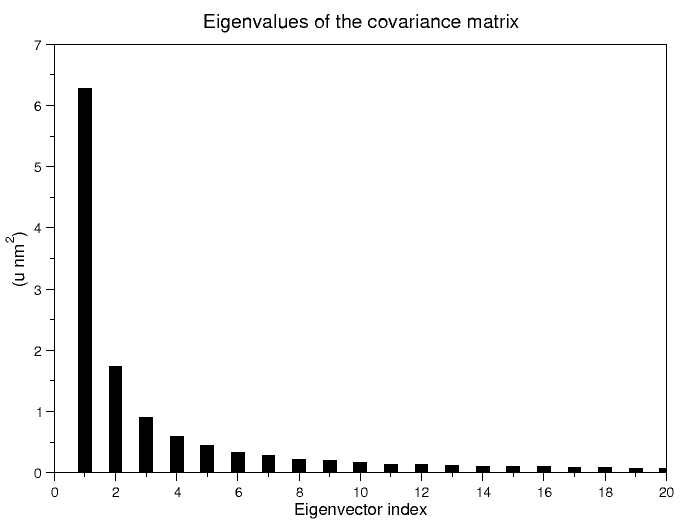 Eigenvalues of the covariance matrix
7
6
5
4
3
2
1
0
(u nm²)
0 2 4 6 8 10 12 14 16 18 20
Eigenvector index